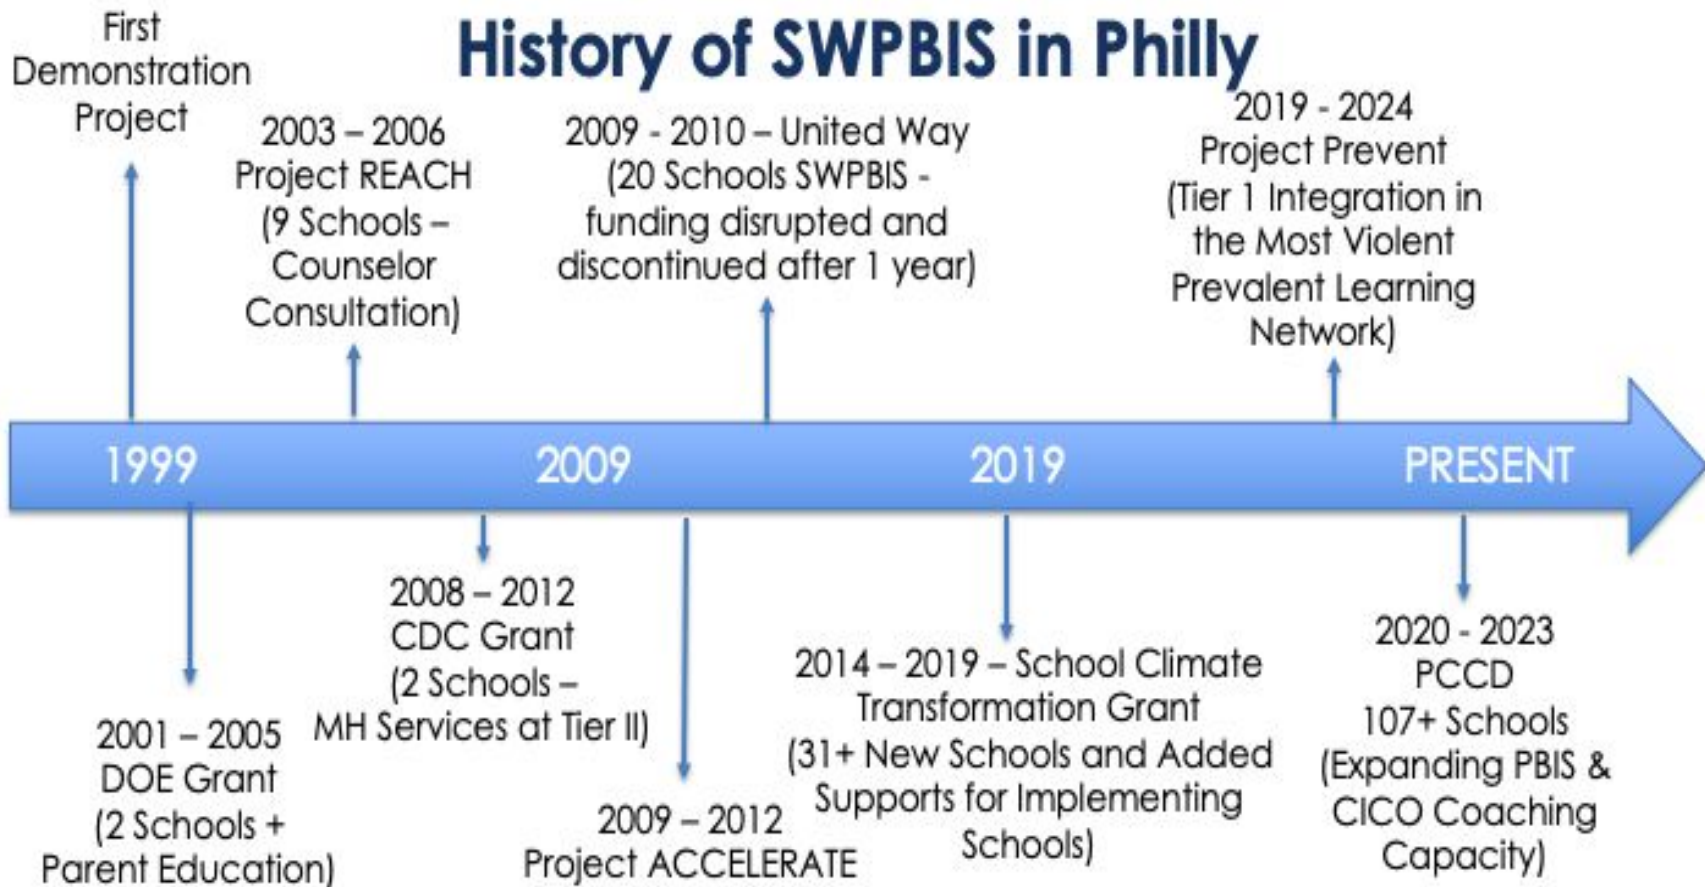 History of SWPBIS in Philly
First
Demonstration
Project
2003 – 2006
Project REACH
(9 Schools –
Counselor
Consultation)
2009 - 2010 – United Way
(20 Schools SWPBIS -
funding disrupted and
discontinued after 1 year)
2019 - 2024
Project Prevent
(Tier 1 Integration in
the Most Violent
Prevalent Learning
Network)
1999
2009
2019
PRESENT
2001 – 2005
DOE Grant
(2 Schools +
Parent Education)
2008 – 2012
CDC Grant
(2 Schools –
MH Services at Tier II)
2009 – 2012
Project ACCELERATE
2014 – 2019 – School Climate
Transformation Grant
(31+ New Schools and Added
Supports for Implementing
Schools)
2020 - 2023
PCCD
107+ Schools
(Expanding PBIS &
CICO Coaching
Capacity)